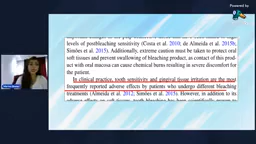 levels of postbleaching sensitivity (Costa et al. 2010; de Almeida et al. 2015b;
Simões et al. 2015). Additionally, extreme caution must be taken to protect oral
soft tissues and prevent swallowing of bleaching product, as contact of this prod-
uct with oral mucosa can cause chemical burns resulting in severe discomfort for
the patient.
In clinical practice, tooth sensitivity and gingival tissue irritation are the most
frequently reported adverse effects by patients who undergo different bleaching
treatments (Almeida et al. 2012; Simões et al. 2015). However, in addition to its